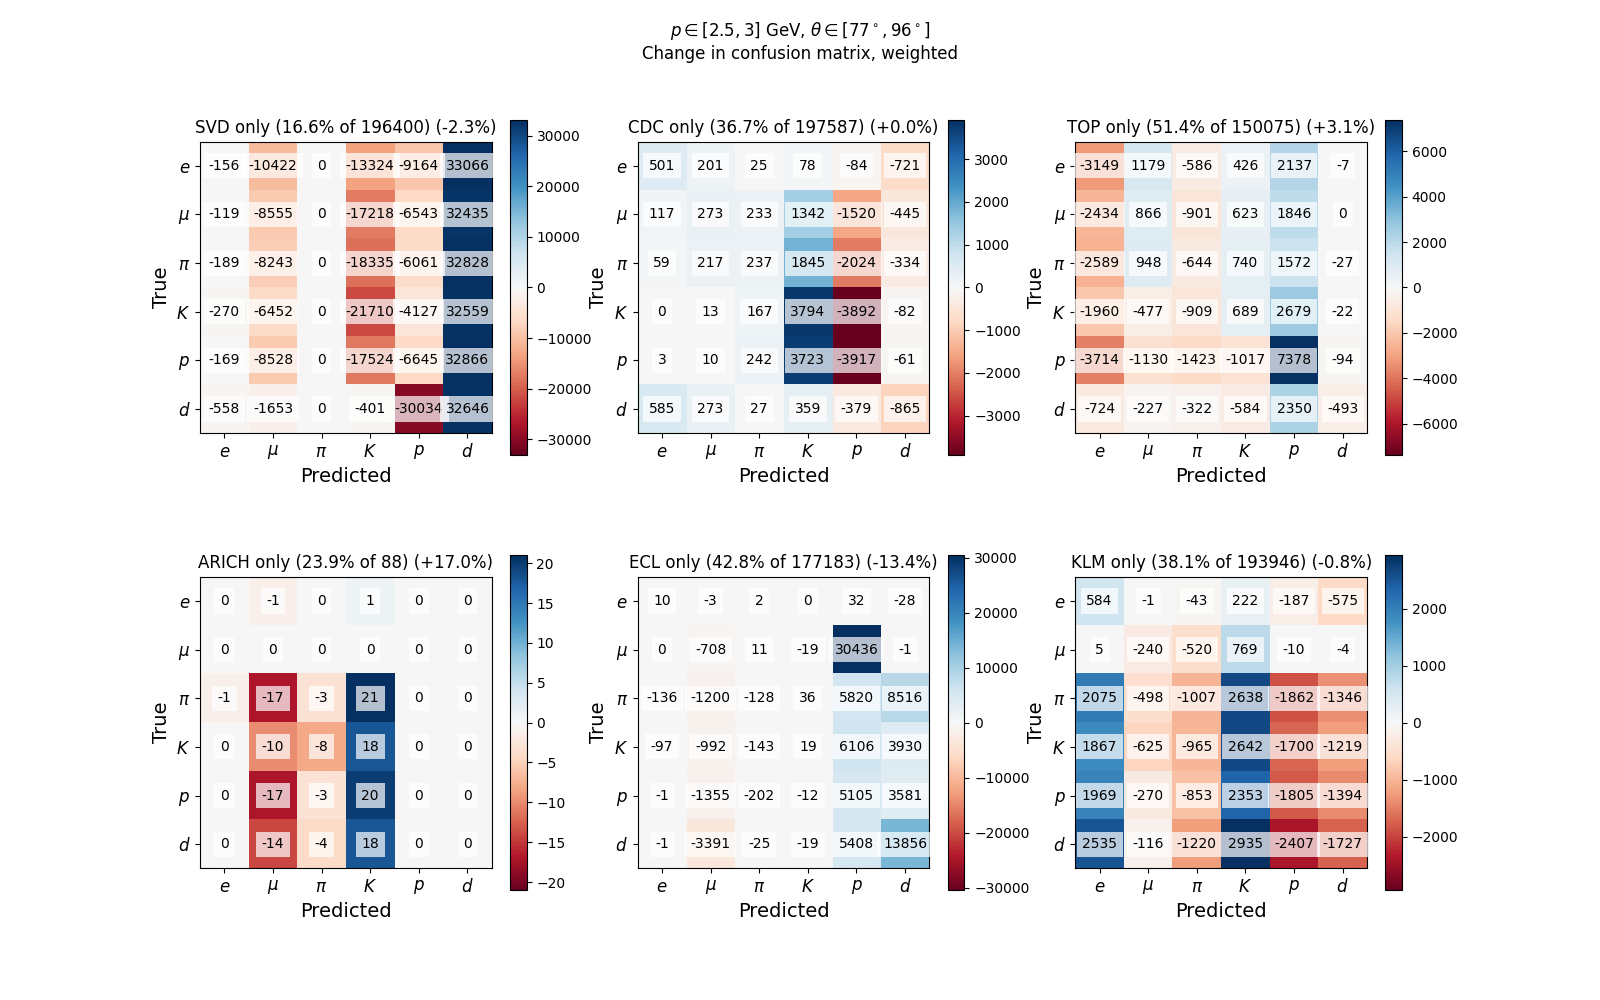 p ∈ [2.5, 3] GeV, θ ∈ [77°, 96°]
Change in confusion matrix, weighted
SVD only (16.6% of 196400) (-2.3%)
e -156 -10422 0 -13324 -9164 33066
μ -119 -8555 0 -17218 -6543 32435
π -189 -8243 0 -18335 -6061 32828
K -270 -6452 0 -21710 -4127 32559
p -169 -8528 0 -17524 -6645 32866
d -558 -1653 0 -401 -30034 32646
e μ π K p d
Predicted
True
30000
20000
10000
0
−10000
−20000
−30000
CDC only (36.7% of 197587) (+0.0%)
e 501 201 25 78 -84 -721
μ 117 273 233 1342 -1520 -445
π 59 217 237 1845 -2024 -334
K 0 13 167 3794 -3892 -82
p 3 10 242 3723 -3917 -61
d 585 273 27 359 -379 -865
e μ π K p d
Predicted
True
3000
2000
1000
0
−1000
−2000
−3000
TOP only (51.4% of 150075) (+3.1%)
e -3149 1179 -586 426 2137 -7
μ -2434 866 -901 623 1846 0
π -2589 948 -644 740 1572 -27
K -1960 -477 -909 689 2679 -22
p -3714 -1130 -1423 -1017 7378 -94
d -724 -227 -322 -584 2350 -493
e μ π K p d
Predicted
True
6000
4000
2000
0
−2000
−4000
−6000
ARICH only (23.9% of 88) (+17.0%)
e 0 -1 0 1 0 0
μ 0 0 0 0 0 0
π -1 -17 -3 21 0 0
K 0 -10 -8 18 0 0
p 0 -17 -3 20 0 0
d 0 -14 -4 18 0 0
e μ π K p d
Predicted
True
20
15
10
5
0
−5
−10
−15
−20
ECL only (42.8% of 177183) (-13.4%)
e 10 -3 2 0 32 -28
μ 0 -708 11 -19 30436 -1
π -136 -1200 -128 36 5820 8516
K -97 -992 -143 19 6106 3930
p -1 -1355 -202 -12 5105 3581
d -1 -3391 -25 -19 5408 13856
e μ π K p d
Predicted
True
30000
20000
10000
0
−10000
−20000
−30000
KLM only (38.1% of 193946) (-0.8%)
e 584 -1 -43 222 -187 -575
μ 5 -240 -520 769 -10 -4
π 2075 -498 -1007 2638 -1862 -1346
K 1867 -625 -965 2642 -1700 -1219
p 1969 -270 -853 2353 -1805 -1394
d 2535 -116 -1220 2935 -2407 -1727
e μ π K p d
Predicted
True
2000
1000
0
−1000
−2000